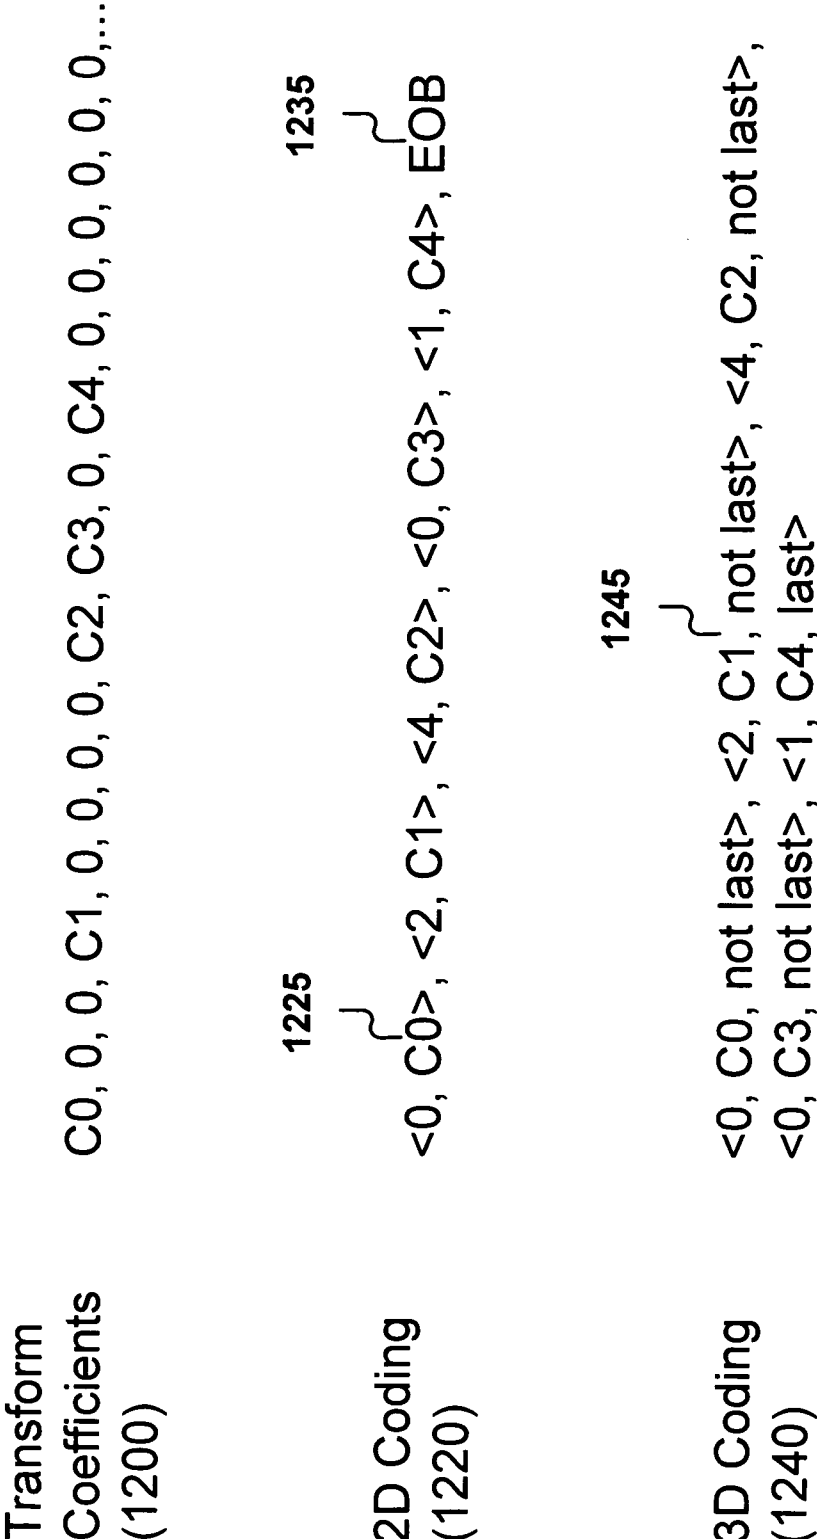 Transform
Coefficients
(1200)
C0, 0, 0, C1, 0, 0, 0, 0, C2, C3, 0, C4, 0, 0, 0, 0, 0, 0,...
2D Coding
(1220)
1225
1235
<0, C0>, <2, C1>, <4, C2>, <0, C3>, <1, C4>, EOB
3D Coding
(1240)
1245
<0, C0, not last>, <2, C1, not last>, <4, C2, not last>,
<0, C3, not last>, <1, C4, last>